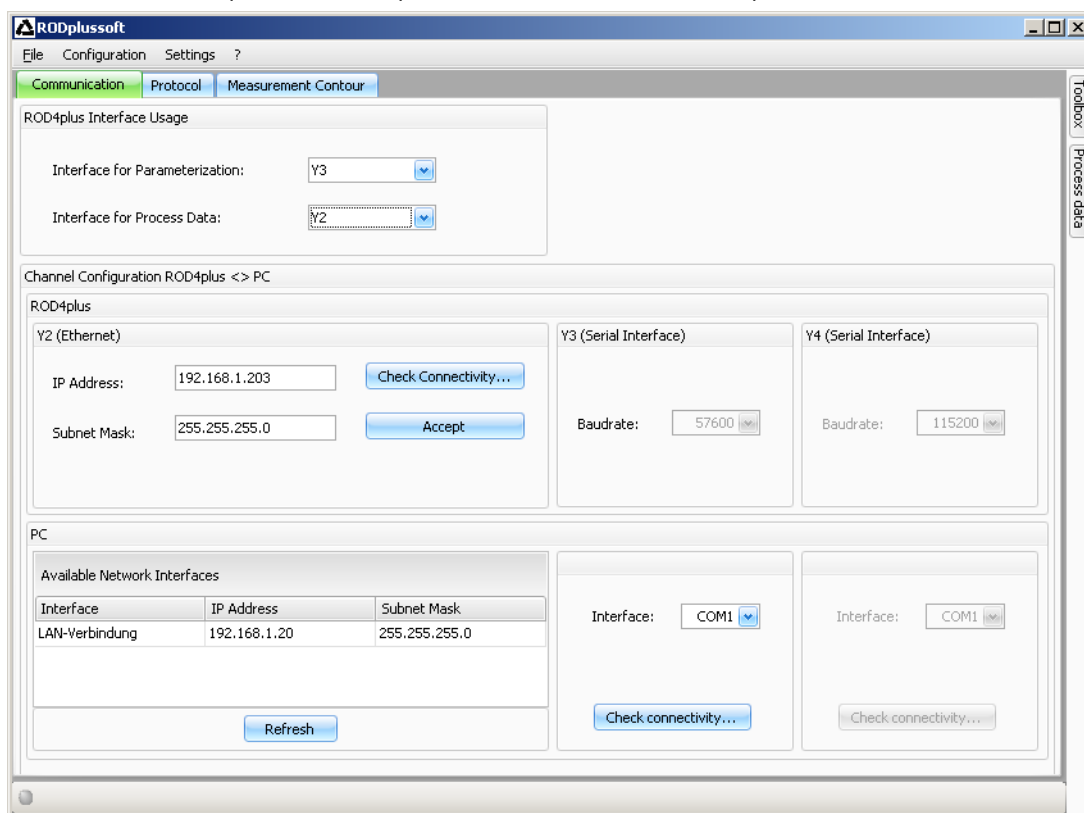 RODplussoft
File Configuration Settings ?
Communication Protocol Measurement Contour
Toolbox
Process data
ROD4plus Interface Usage
Interface for Parameterization: Y3
Interface for Process Data: Y2
Channel Configuration ROD4plus <> PC
ROD4plus
Y2 (Ethernet) Y3 (Serial Interface) Y4 (Serial Interface)
IP Address: 192.168.1.203 Check Connectivity...
Subnet Mask: 255.255.255.0 Accept Baudrate: 57600 Baudrate: 115200
PC
Available Network Interfaces
Interface IP Address Subnet Mask Interface: COM1 Interface: COM1
LAN-Verbindung 192.168.1.20 255.255.255.0
Refresh Check connectivity... Check connectivity...